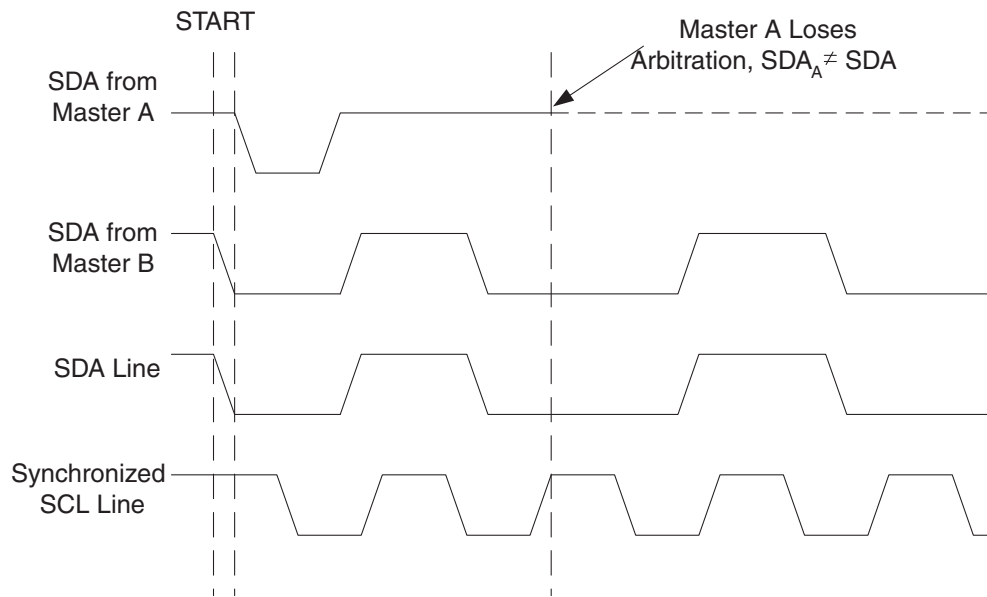 START
Master A Loses
Arbitration, SDA_A ≠ SDA
SDA from
Master A
SDA from
Master B
SDA Line
Synchronized
SCL Line